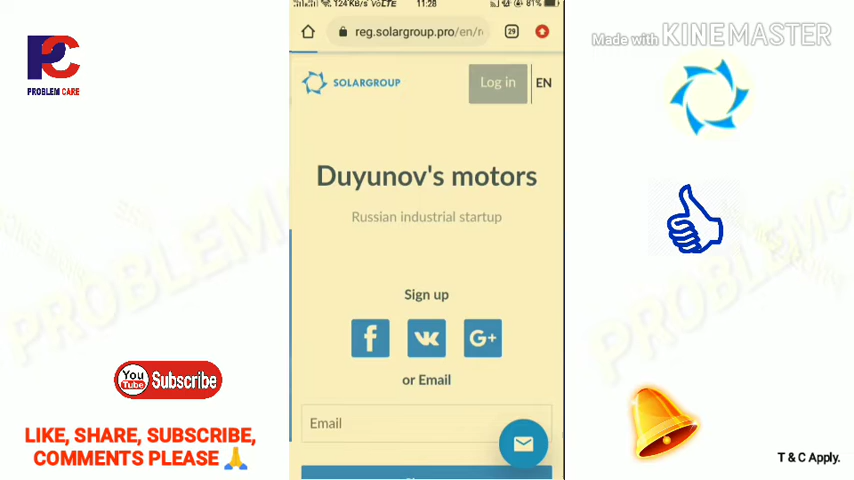 124 KB/s VoLTE 11:28 81%
reg.solargroup.pro/en/r
29
PC
PROBLEM CARE
Made with KINEMASTER
SOLARGROUP
Log in
EN
Duyunov's motors
Russian industrial startup
Sign up
f
G+
or Email
Email
You Tube Subscribe
LIKE, SHARE, SUBSCRIBE,
COMMENTS PLEASE🙏
T & C Apply.